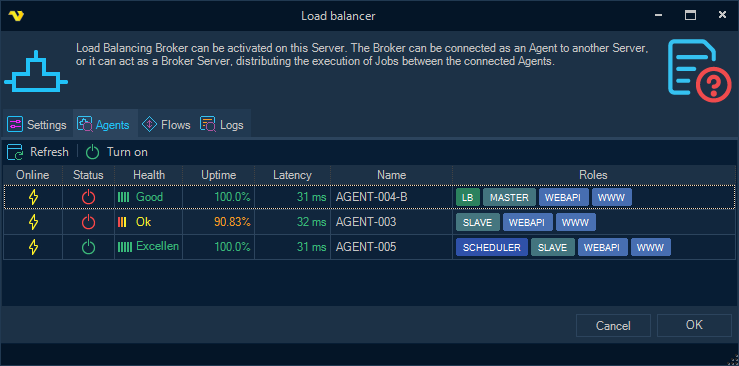 Load balancer
Load Balancing Broker can be activated on this Server. The Broker can be connected as an Agent to another Server,
or it can act as a Broker Server, distributing the execution of Jobs between the connected Agents.
Settings Agents Flows Logs
Refresh Turn on
Online Status Health Uptime Latency Name Roles
Good 100.0% 31 ms AGENT-004-B LB MASTER WEBAPI WWW
Ok 90.83% 32 ms AGENT-003 SLAVE WEBAPI WWW
Excellen 100.0% 31 ms AGENT-005 SCHEDULER SLAVE WEBAPI WWW
Cancel OK